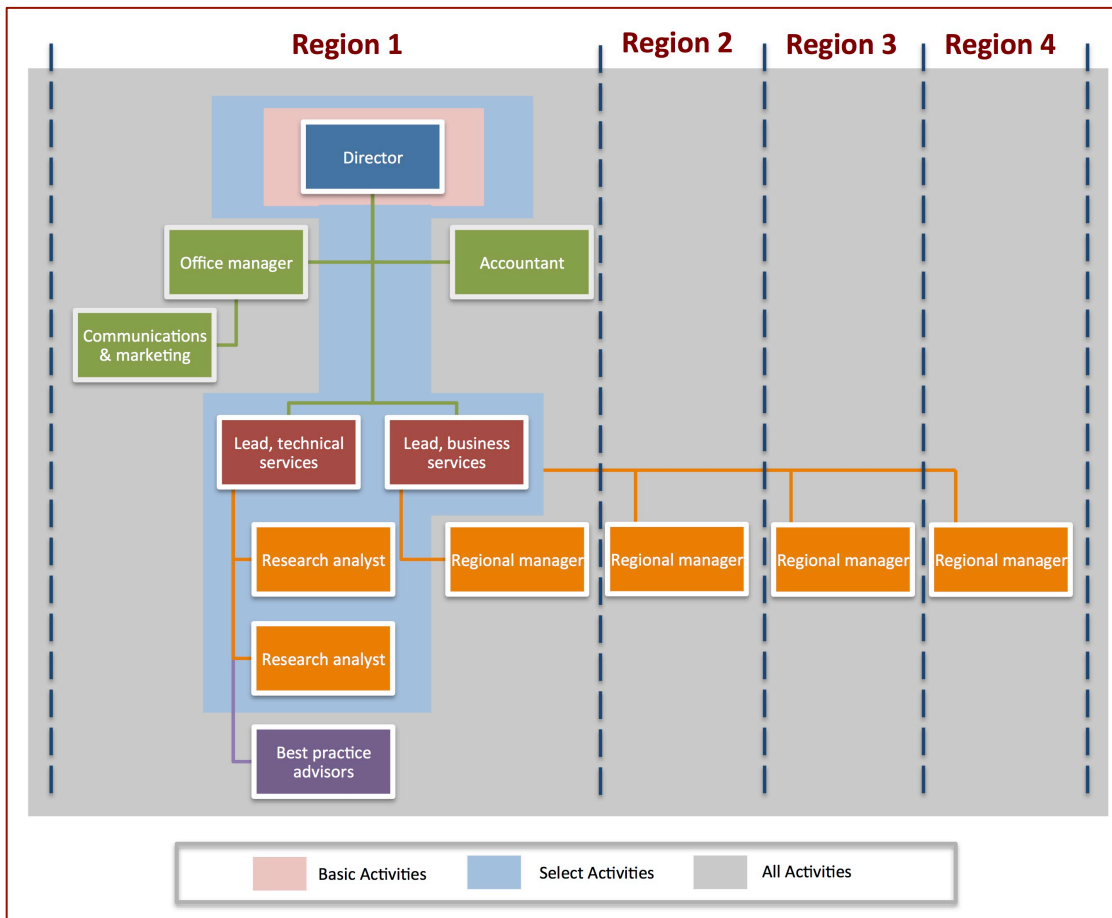 Region 1
Region 2
Region 3
Region 4
Director
Office manager
Accountant
Communications
& marketing
Lead, technical
services
Lead, business
services
Research analyst
Regional manager
Regional manager
Regional manager
Regional manager
Research analyst
Best practice
advisors
Basic Activities
Select Activities
All Activities